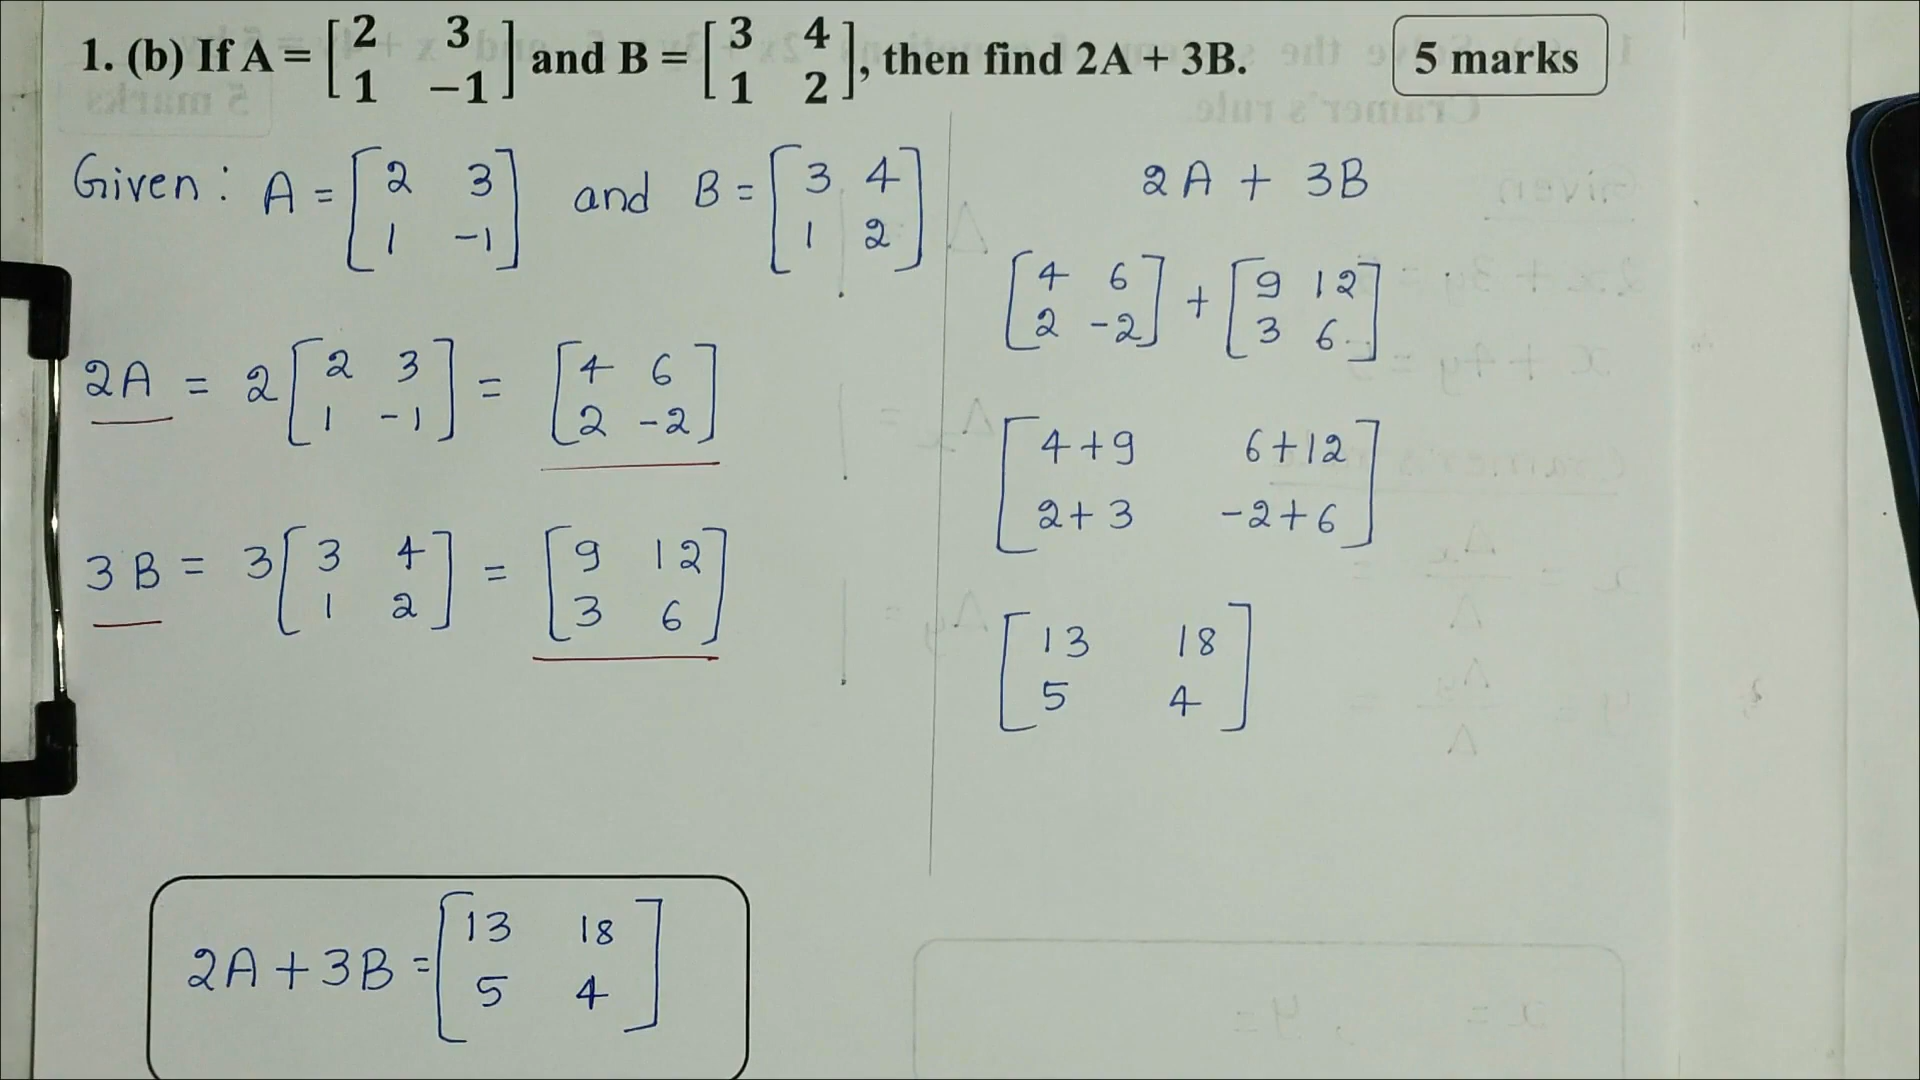 1. (b) If A = [2 3; 1 −1] and B = [3 4; 1 2], then find 2A + 3B.
5 marks
Given : A = [2 3; 1 -1] and B = [3 4; 1 2]
2A = 2[2 3; 1 -1] = [4 6; 2 -2]
3B = 3[3 4; 1 2] = [9 12; 3 6]
2A + 3B
[4 6; 2 -2] + [9 12; 3 6]
[4+9 6+12; 2+3 -2+6]
[13 18; 5 4]
2A+3B = [13 18; 5 4]